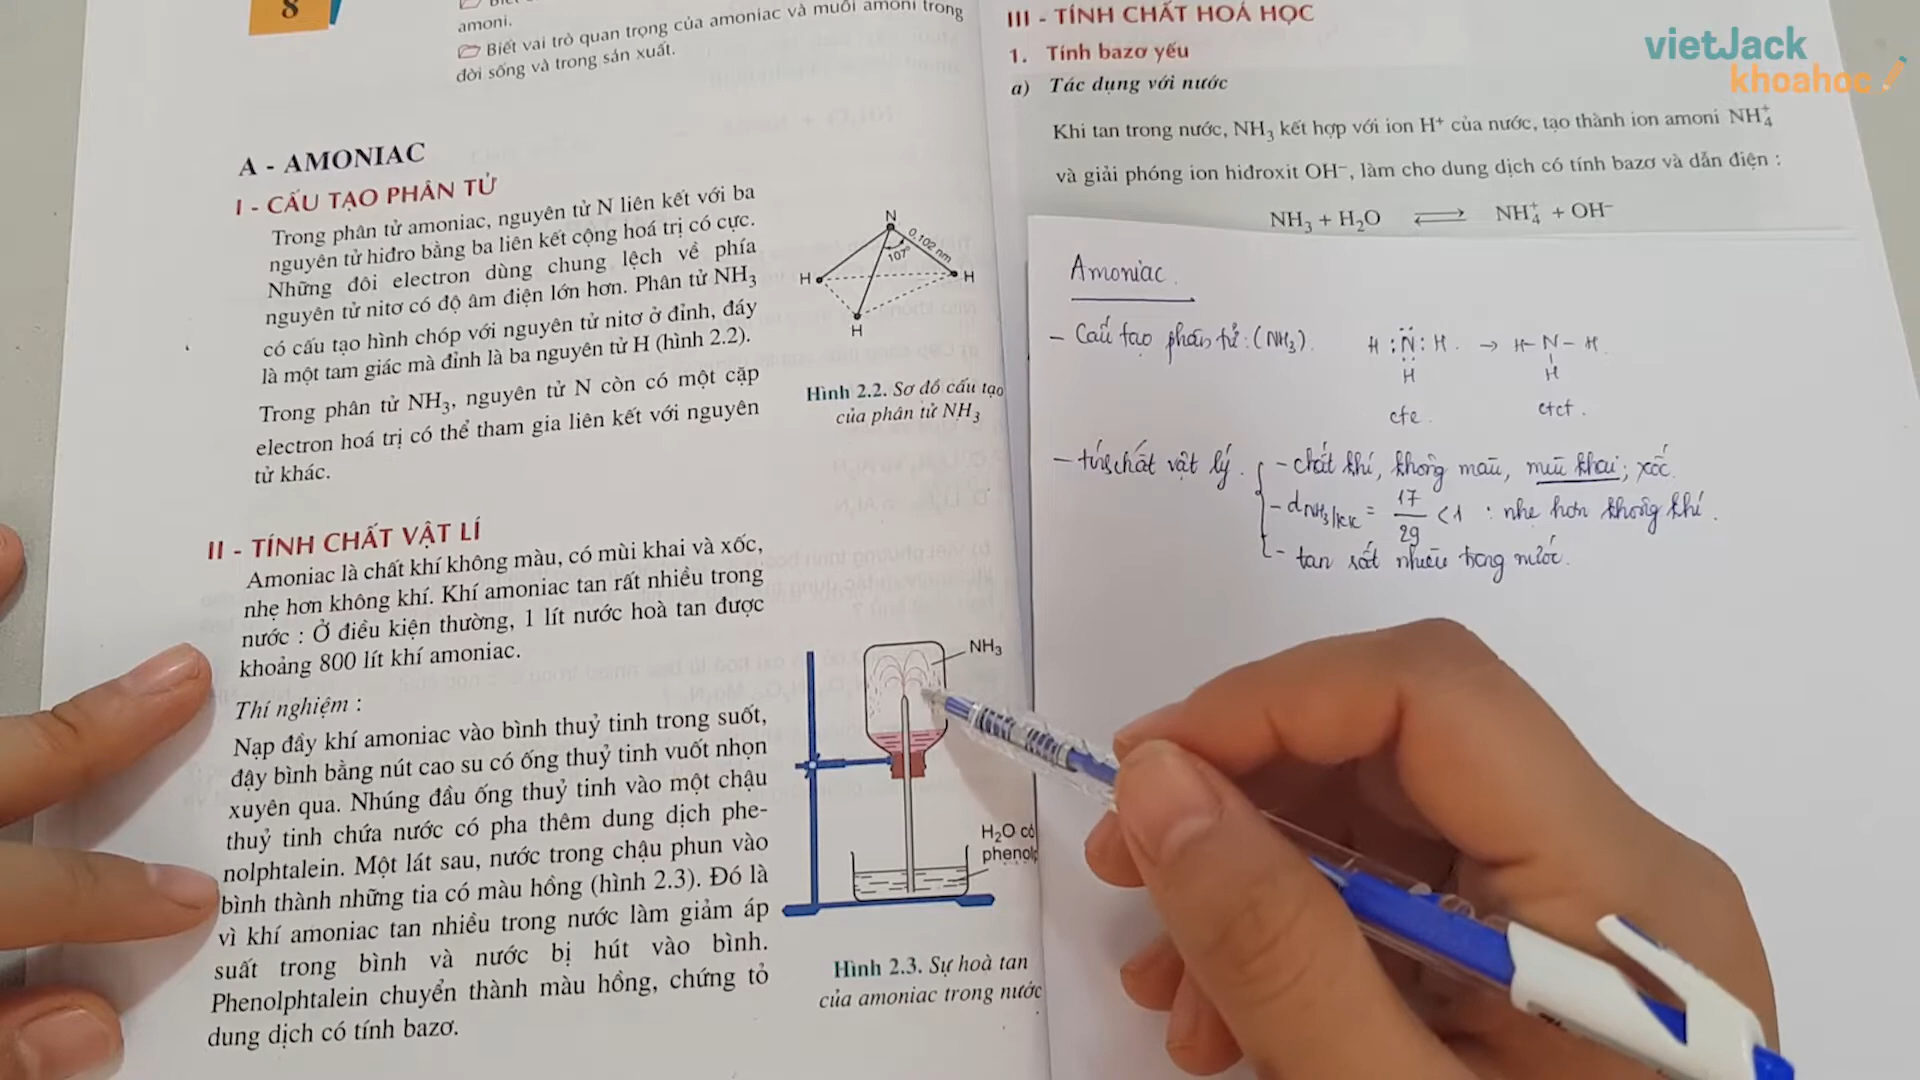 8
amoni.
Biết vai trò quan trọng của amoniac và muối amoni trong
đời sống và trong sản xuất.
A - AMONIAC
I - CẤU TẠO PHÂN TỬ
Trong phân tử amoniac, nguyên tử N liên kết với ba
nguyên tử hiđro bằng ba liên kết cộng hoá trị có cực.
Những đôi electron dùng chung lệch về phía
nguyên tử nitơ có độ âm điện lớn hơn. Phân tử NH₃
có cấu tạo hình chóp với nguyên tử nitơ ở đỉnh, đáy
là một tam giác mà đỉnh là ba nguyên tử H (hình 2.2).
Trong phân tử NH₃, nguyên tử N còn có một cặp
electron hoá trị có thể tham gia liên kết với nguyên
tử khác.
N
0,102 nm
107°
H
H
H
Hình 2.2. Sơ đồ cấu tạo
của phân tử NH₃
II - TÍNH CHẤT VẬT LÍ
Amoniac là chất khí không màu, có mùi khai và xốc,
nhẹ hơn không khí. Khí amoniac tan rất nhiều trong
nước : Ở điều kiện thường, 1 lít nước hoà tan được
khoảng 800 lít khí amoniac.
Thí nghiệm :
Nạp đầy khí amoniac vào bình thuỷ tinh trong suốt,
đậy bình bằng nút cao su có ống thuỷ tinh vuốt nhọn
xuyên qua. Nhúng đầu ống thuỷ tinh vào một chậu
thuỷ tinh chứa nước có pha thêm dung dịch phe-
nolphtalein. Một lát sau, nước trong chậu phun vào
bình thành những tia có màu hồng (hình 2.3). Đó là
vì khí amoniac tan nhiều trong nước làm giảm áp
suất trong bình và nước bị hút vào bình.
Phenolphtalein chuyển thành màu hồng, chứng tỏ
dung dịch có tính bazơ.
NH₃
H₂O có
phenolp
Hình 2.3. Sự hoà tan
của amoniac trong nước
III - TÍNH CHẤT HOÁ HỌC
1. Tính bazơ yếu
a) Tác dụng với nước
Khi tan trong nước, NH₃ kết hợp với ion H⁺ của nước, tạo thành ion amoni NH₄⁺
và giải phóng ion hiđroxit OH⁻, làm cho dung dịch có tính bazơ và dẫn điện :
NH₃ + H₂O ⇌ NH₄⁺ + OH⁻
Amoniac.
- Cấu tạo phân tử : (NH₃). H : N : H. → H - N - H.
H H
cte. ctct.
- tính chất vật lý. - chất khí, không màu, mùi khai; xốc.
- dNH₃/KK = 17/29 < 1 : nhẹ hơn không khí.
- tan rất nhiều trong nước.
vietJack
khoahoc